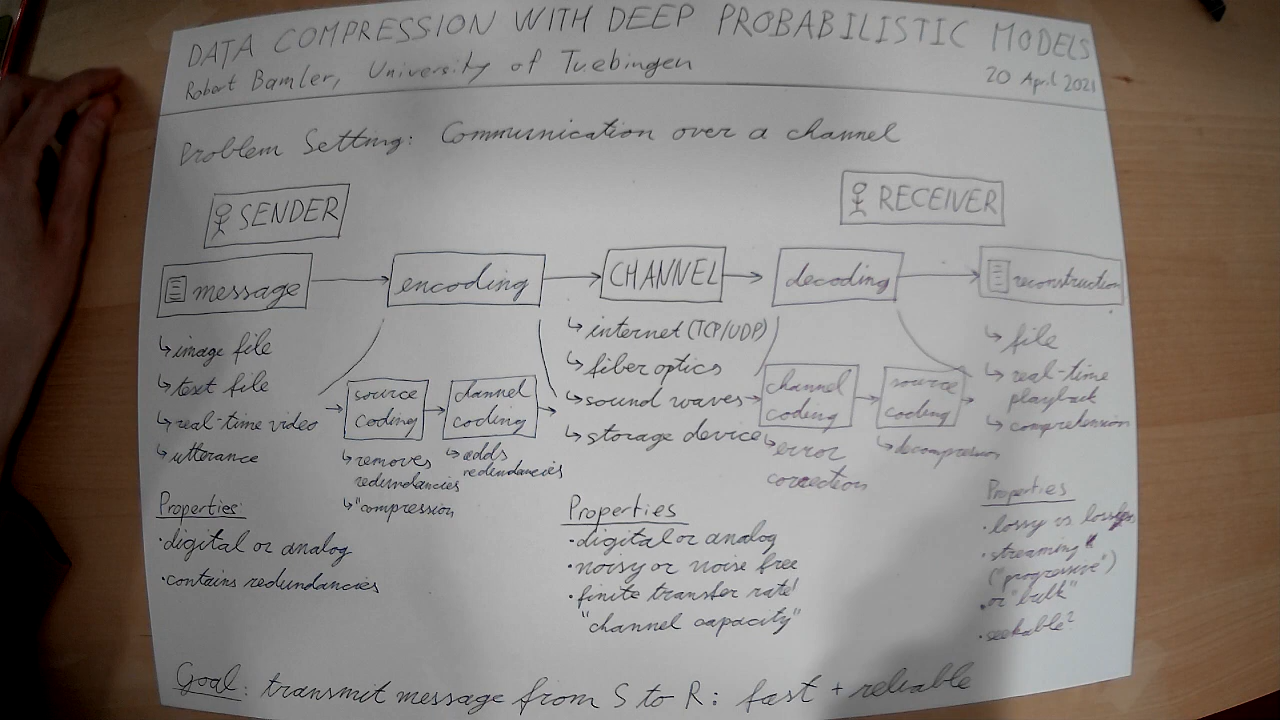 DATA COMPRESSION WITH DEEP PROBABILISTIC MODELS
Robert Bamler, University of Tuebingen
20 April 2021
Problem Setting: Communication over a channel
SENDER
RECEIVER
message
encoding
CHANNEL
decoding
reconstruction
↳ image file
↳ text file
↳ real-time video
↳ utterance
source
coding
↳ removes
redundancies
↳ "compression
channel
coding
↳ adds
redundancies
↳ internet (TCP/UDP)
↳ fiber optics
↳ sound waves
↳ storage device
channel
coding
↳ error
correction
source
coding
↳ decompression
↳ file
↳ real-time
playback
↳ comprehension
Properties:
· digital or analog
· contains redundancies
Properties
· digital or analog
· noisy or noise free
· finite transfer rate
"channel capacity"
Properties
· lossy vs lossless
· streaming"
("progressive")
· or "bulk"
· seekable?
Goal: transmit message from S to R: fast + reliable